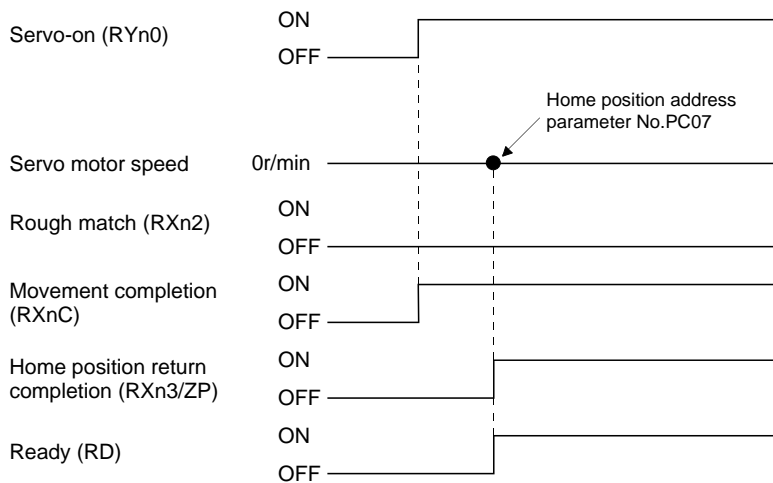 Servo-on (RYn0)
ON
OFF
Home position address
parameter No.PC07
Servo motor speed
0r/min
Rough match (RXn2)
ON
OFF
Movement completion
(RXnC)
ON
OFF
Home position return
completion (RXn3/ZP)
ON
OFF
Ready (RD)
ON
OFF